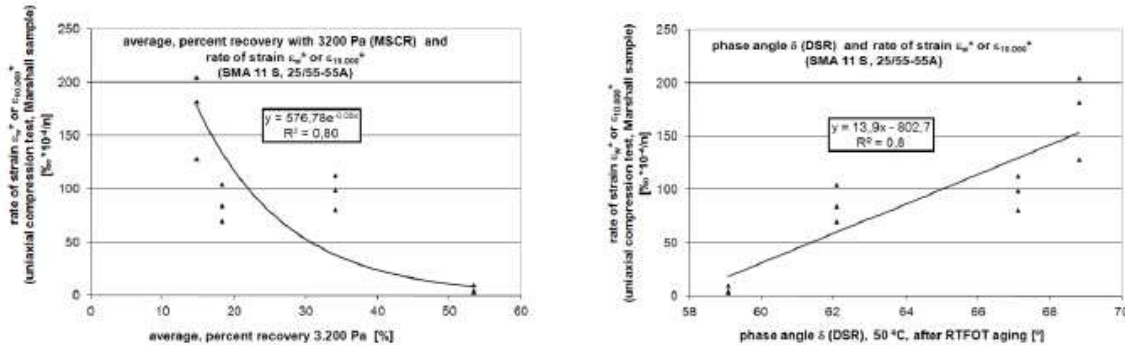 average, percent recovery with 3200 Pa (MSCR) and
rate of strain εw* or ε10.000*
(SMA 11 S, 25/55-55A)
y = 576,78e-0,08x
R² = 0,80
250
200
150
100
50
0
0 10 20 30 40 50 60
average, percent recovery 3.200 Pa [%]
rate of strain εw* or ε10.000*
(uniaxial compression test, Marshall sample)
[‰ *10-4/n]
phase angle δ (DSR) and rate of strain εw* or ε10.000*
(SMA 11 S, 25/55-55A)
y = 13,9x - 802,7
R² = 0.8
250
200
150
100
50
0
58 60 62 64 66 68 70
phase angle δ (DSR), 50 °C, after RTFOT aging [°]
rate of strain εw* or ε10.000*
(uniaxial compression test, Marshall sample)
[‰ *10-4/n]